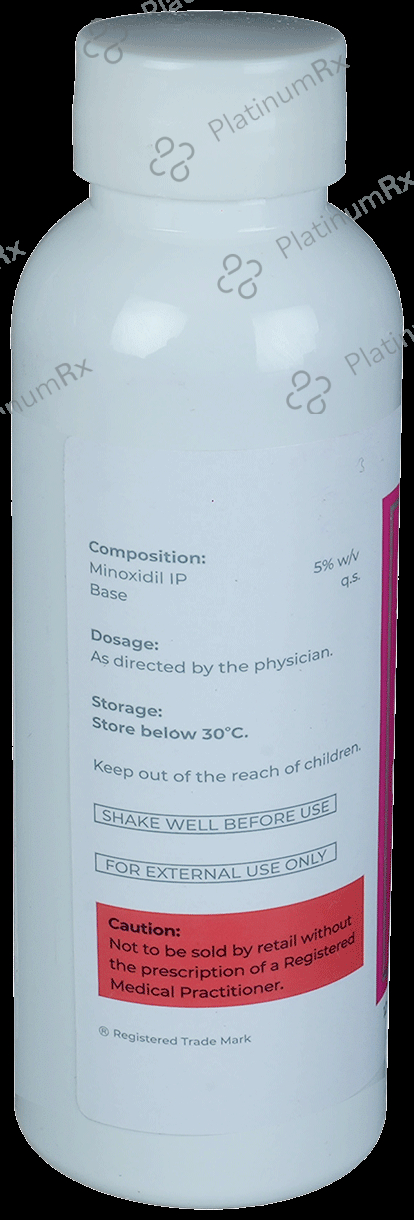 PlatinumRx
PlatinumRx
PlatinumRx
PlatinumRx
Composition:
Minoxidil IP 5% w/v
Base q.s.
Dosage:
As directed by the physician.
Storage:
Store below 30°C.
Keep out of the reach of children.
SHAKE WELL BEFORE USE
FOR EXTERNAL USE ONLY
Caution:
Not to be sold by retail without
the prescription of a Registered
Medical Practitioner.
® Registered Trade Mark